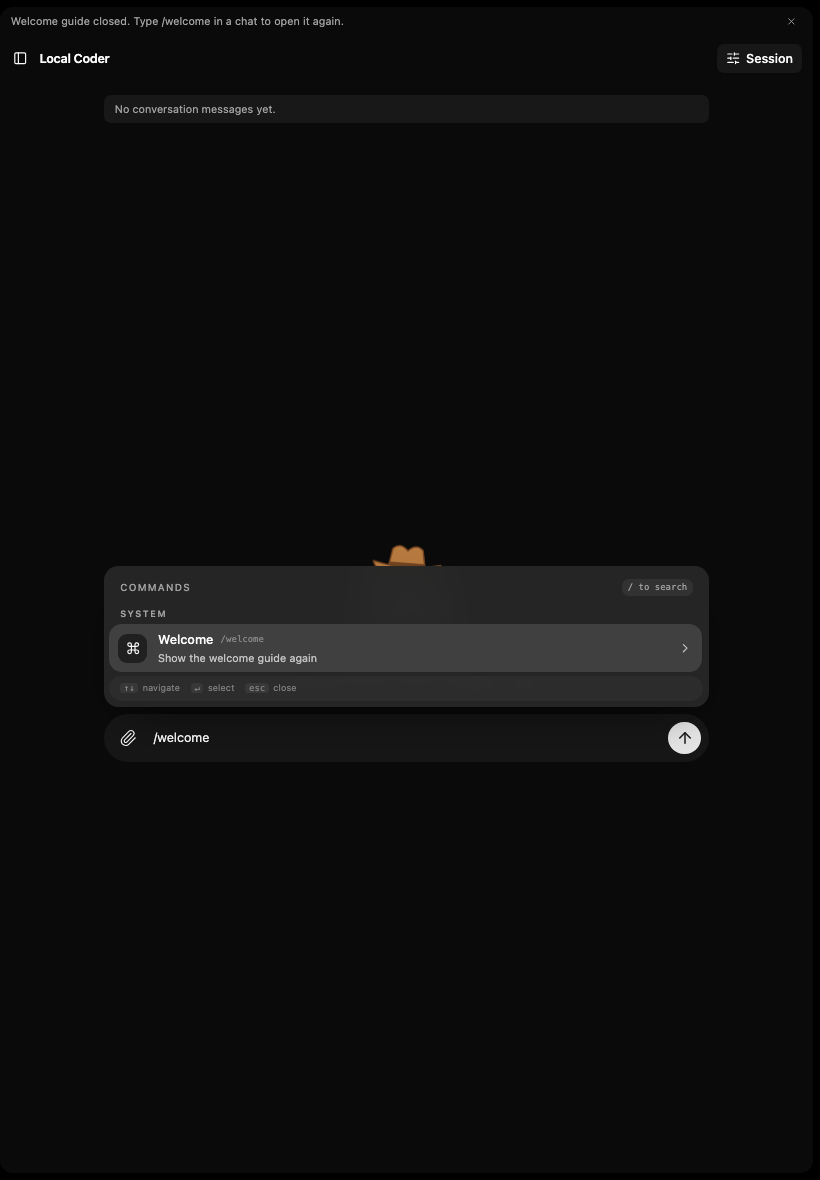 Welcome guide closed. Type /welcome in a chat to open it again.
Local Coder
Session
No conversation messages yet.
COMMANDS
/ to search
SYSTEM
Welcome /welcome
Show the welcome guide again
↑↓ navigate ↵ select esc close
/welcome